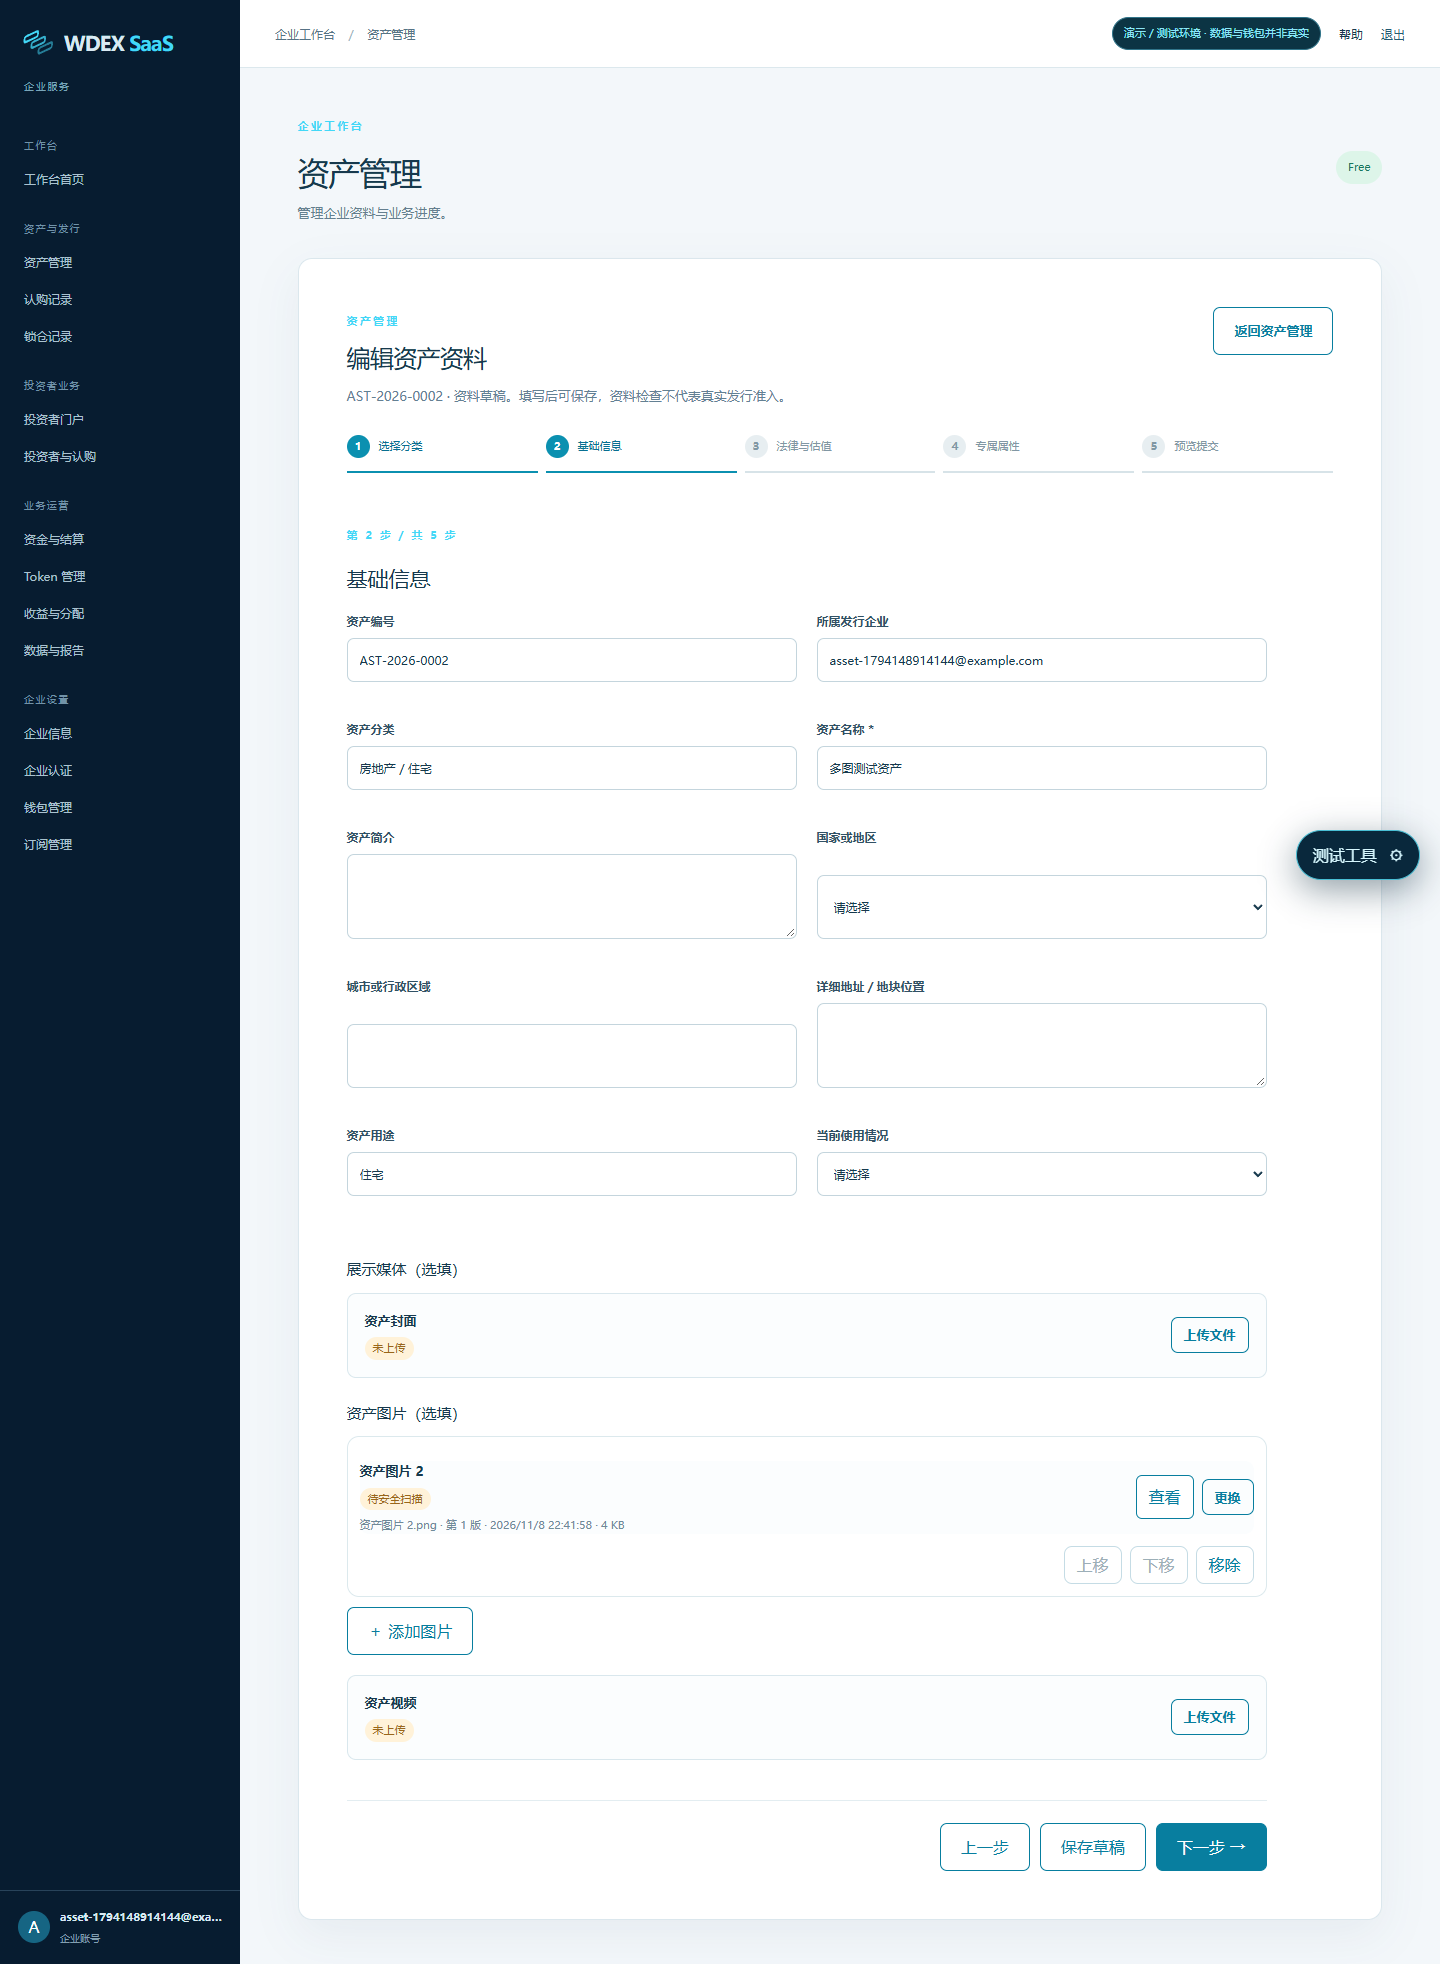 WDEX SaaS
企业服务
工作台
工作台首页
资产与发行
资产管理
认购记录
锁仓记录
投资者业务
投资者门户
投资者与认购
业务运营
资金与结算
Token 管理
收益与分配
数据与报告
企业设置
企业信息
企业认证
钱包管理
订阅管理
A
asset-1794148914144@exa...
企业账号
企业工作台 / 资产管理
演示 / 测试环境 · 数据与钱包并非真实
帮助
退出
企业工作台
资产管理
Free
管理企业资料与业务进度。
资产管理
返回资产管理
编辑资产资料
AST-2026-0002 · 资料草稿。填写后可保存，资料检查不代表真实发行准入。
1 选择分类
2 基础信息
3 法律与估值
4 专属属性
5 预览提交
第 2 步 / 共 5 步
基础信息
资产编号
AST-2026-0002
所属发行企业
asset-1794148914144@example.com
资产分类
房地产 / 住宅
资产名称 *
多图测试资产
资产简介
国家或地区
请选择
测试工具 ⚙
城市或行政区域
详细地址 / 地块位置
资产用途
住宅
当前使用情况
请选择
展示媒体（选填）
资产封面
未上传
上传文件
资产图片（选填）
资产图片 2
待安全扫描
资产图片 2.png · 第 1 版 · 2026/11/8 22:41:58 · 4 KB
查看
更换
上移
下移
移除
＋ 添加图片
资产视频
未上传
上传文件
上一步
保存草稿
下一步 →